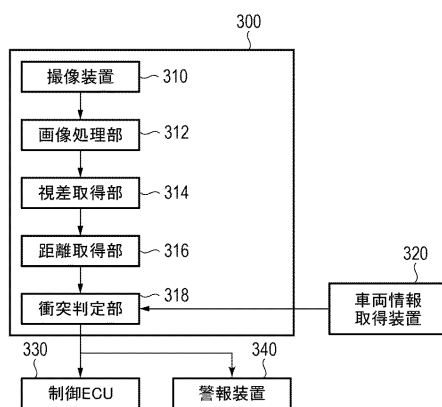 300
撮像装置
310
画像処理部
312
視差取得部
314
距離取得部
316
衝突判定部
318
320
車両情報
取得装置
330
制御ECU
340
警報装置